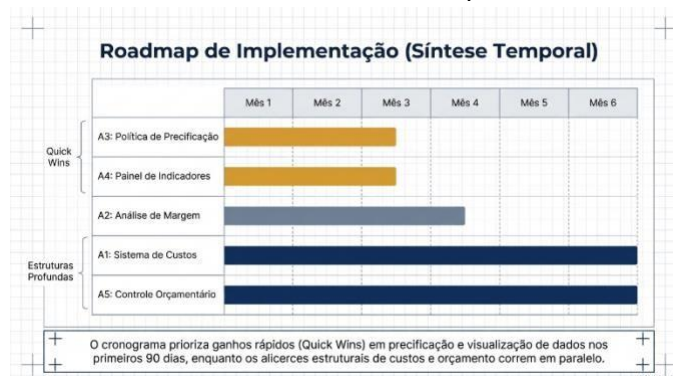 Roadmap de Implementação (Síntese Temporal)
Mês 1 Mês 2 Mês 3 Mês 4 Mês 5 Mês 6
Quick
Wins
A3: Política de Precificação
A4: Painel de Indicadores
A2: Análise de Margem
Estruturas
Profundas
A1: Sistema de Custos
A5: Controle Orçamentário
O cronograma prioriza ganhos rápidos (Quick Wins) em precificação e visualização de dados nos
primeiros 90 dias, enquanto os alicerces estruturais de custos e orçamento correm em paralelo.